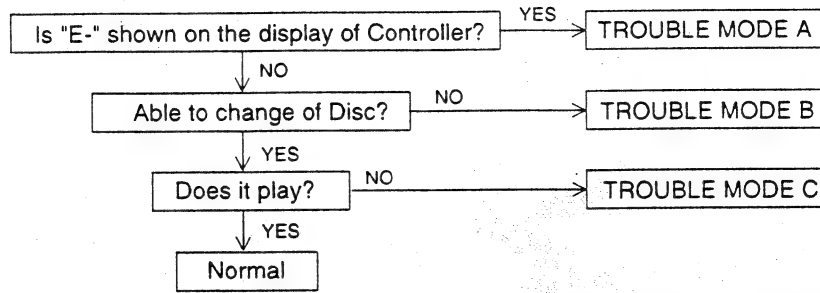 Is "E-" shown on the display of Controller?
YES
TROUBLE MODE A
NO
Able to change of Disc?
NO
TROUBLE MODE B
YES
Does it play?
NO
TROUBLE MODE C
YES
Normal